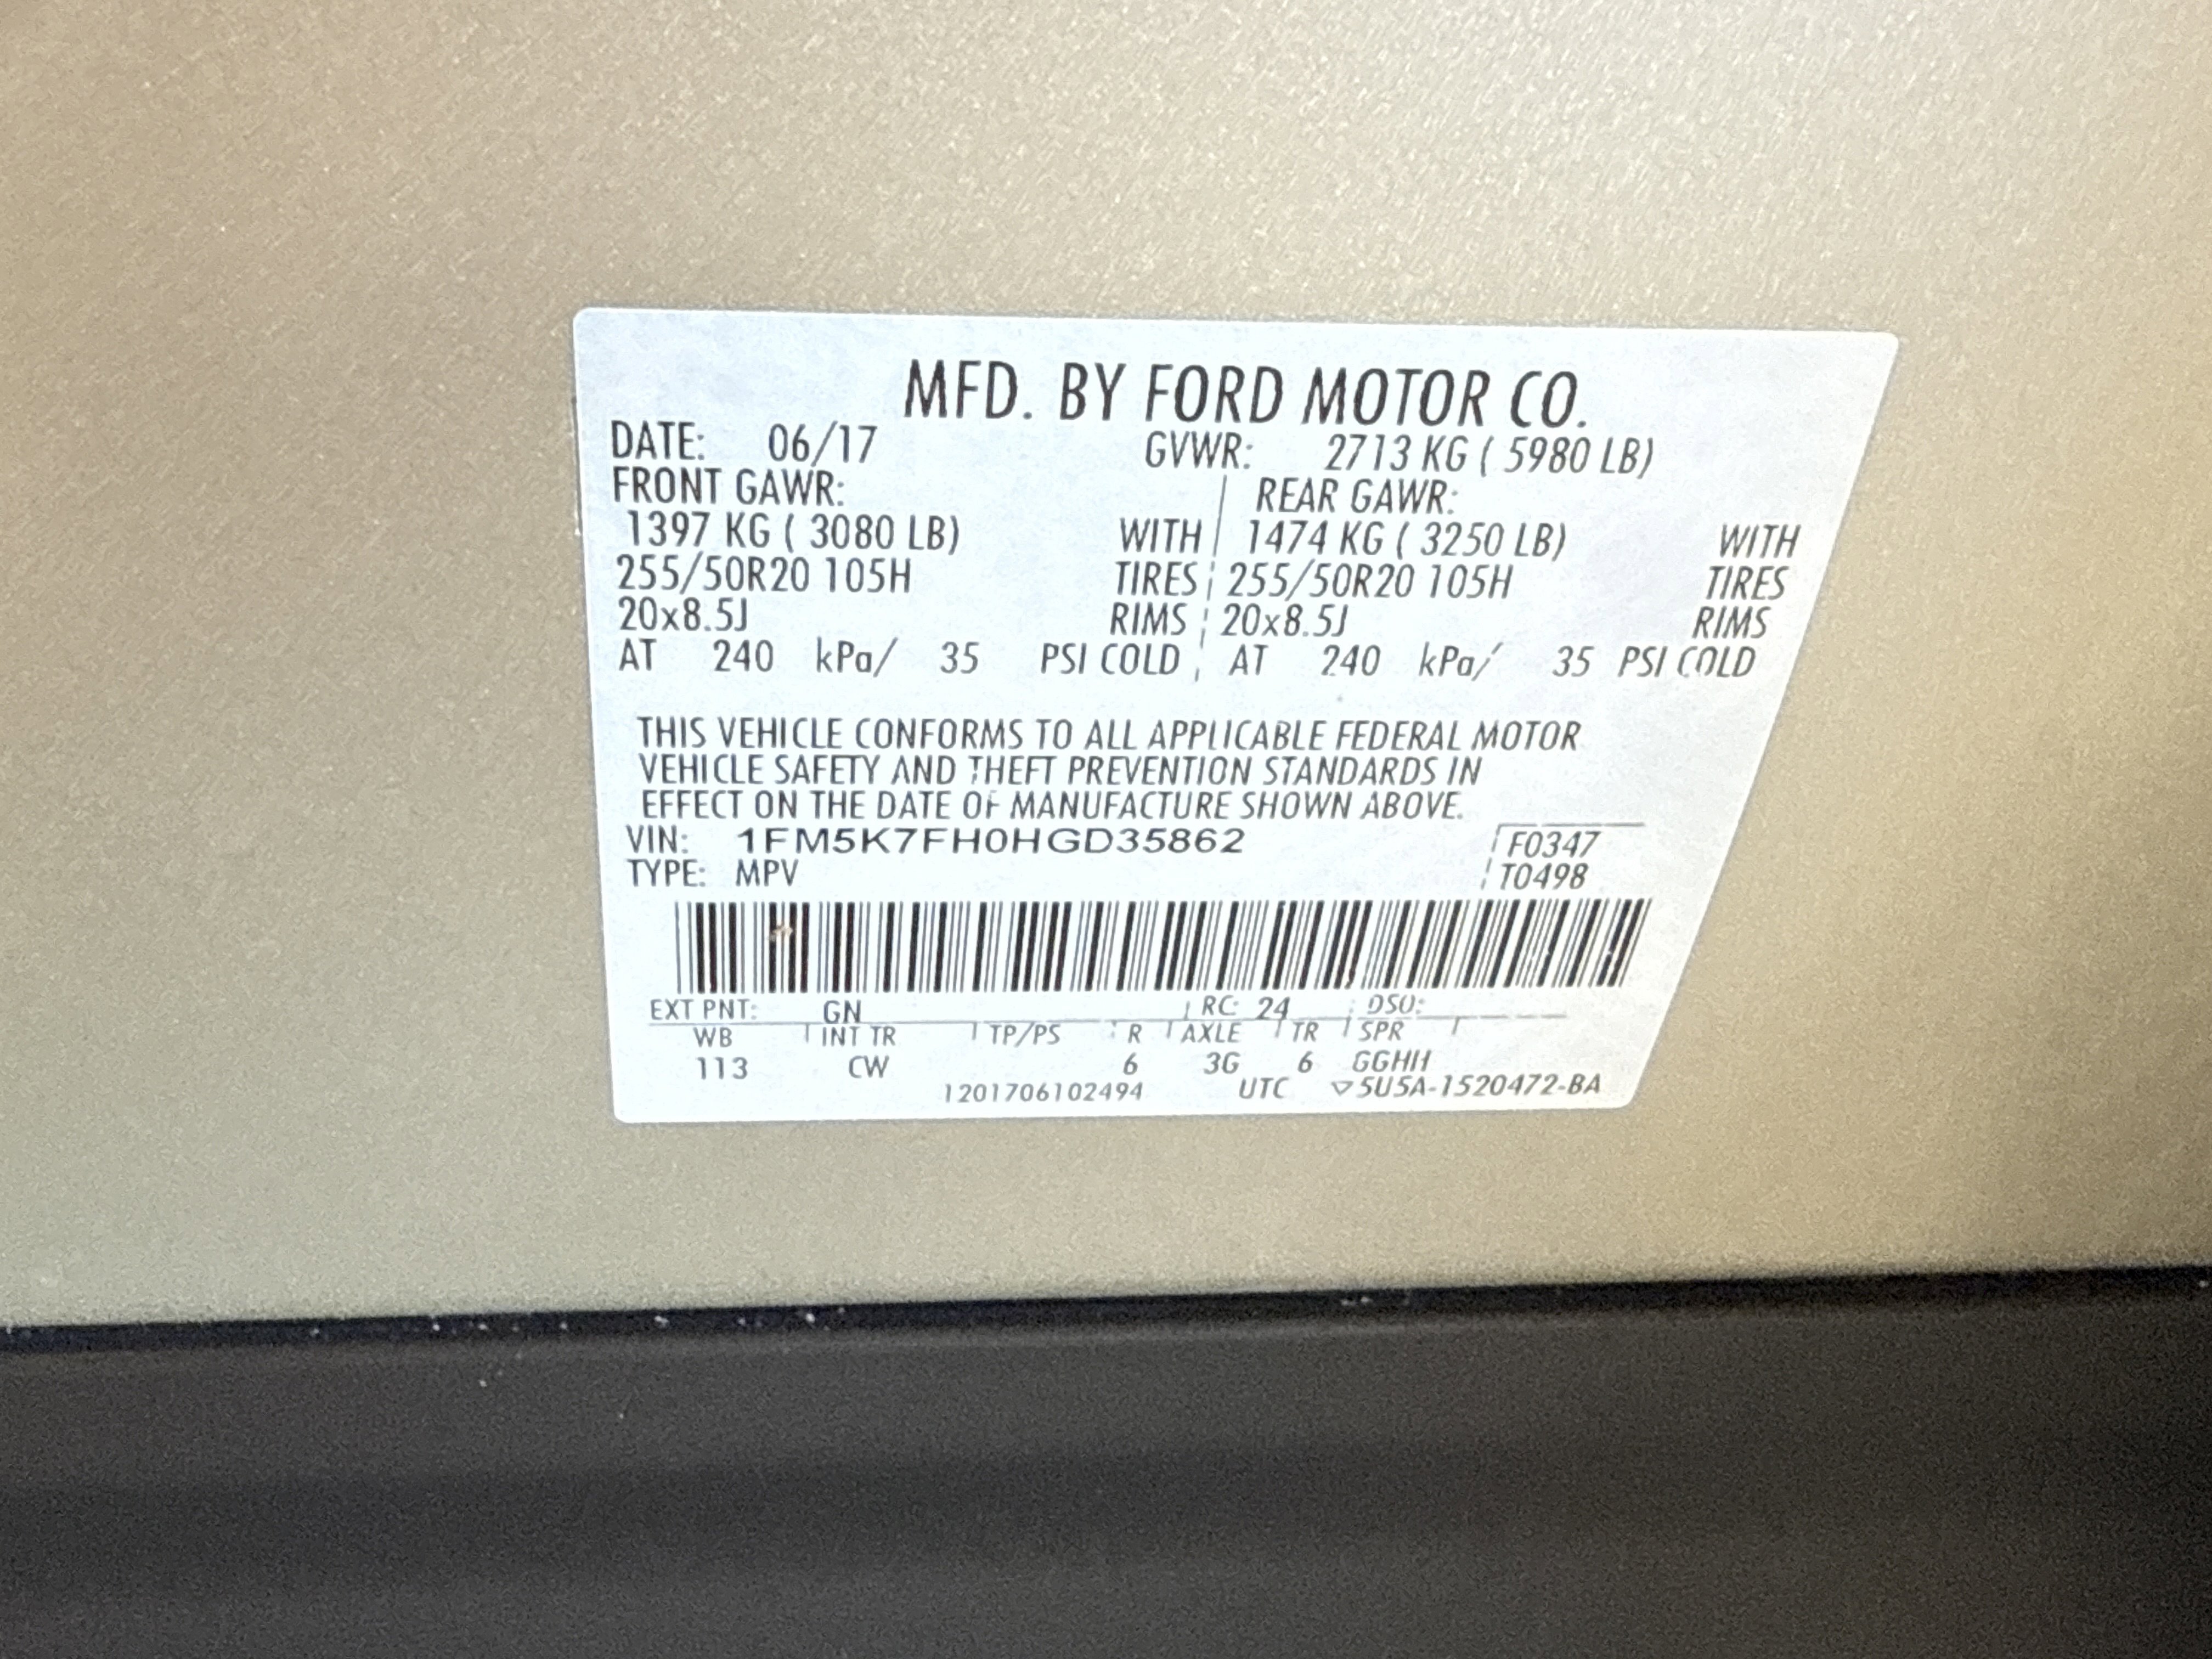 MFD. BY FORD MOTOR CO.
DATE: 06/17 GVWR: 2713 KG ( 5980 LB)
FRONT GAWR: REAR GAWR:
1397 KG ( 3080 LB) WITH 1474 KG ( 3250 LB) WITH
255/50R20 105H TIRES 255/50R20 105H TIRES
20x8.5J RIMS 20x8.5J RIMS
AT 240 kPa/ 35 PSI COLD AT 240 kPa/ 35 PSI COLD
THIS VEHICLE CONFORMS TO ALL APPLICABLE FEDERAL MOTOR
VEHICLE SAFETY AND THEFT PREVENTION STANDARDS IN
EFFECT ON THE DATE OF MANUFACTURE SHOWN ABOVE.
VIN: 1FM5K7FH0HGD35862 F0347
TYPE: MPV T0498
EXT PNT: GN RC: 24 DSO:
WB INT TR TP/PS R AXLE TR SPR
113 CW 6 3G 6 GGHH
1201706102494 UTC ▽5U5A-1520472-BA